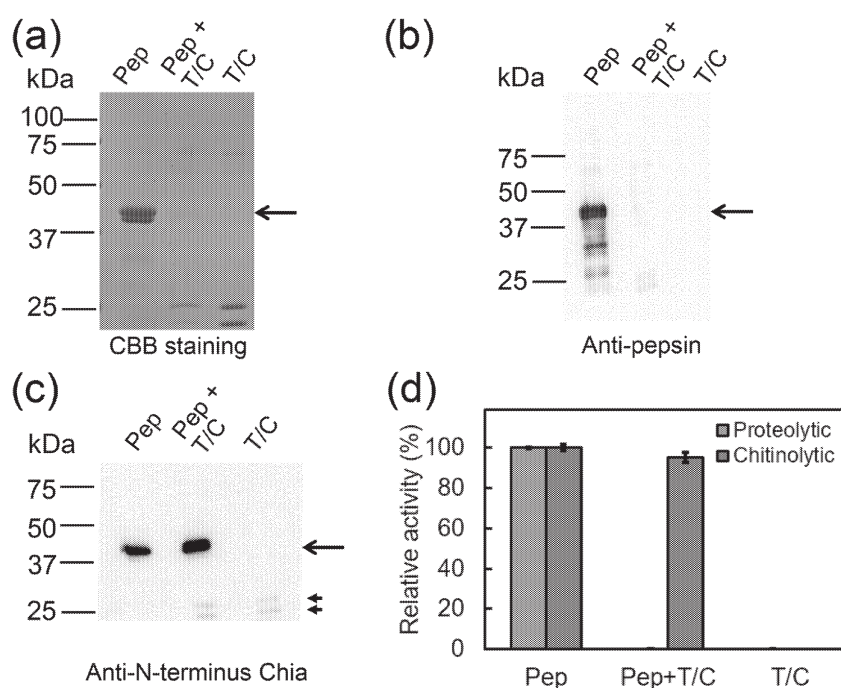 (a)
kDa
Pep
Pep +
T/C
T/C
100
75
50
37
25
CBB staining
(b)
kDa
Pep
Pep +
T/C
T/C
75
50
37
25
Anti-pepsin
(c)
kDa
Pep
Pep +
T/C
T/C
75
50
37
25
Anti-N-terminus Chia
(d)
Relative activity (%)
100
80
60
40
20
0
Proteolytic
Chitinolytic
Pep
Pep+T/C
T/C